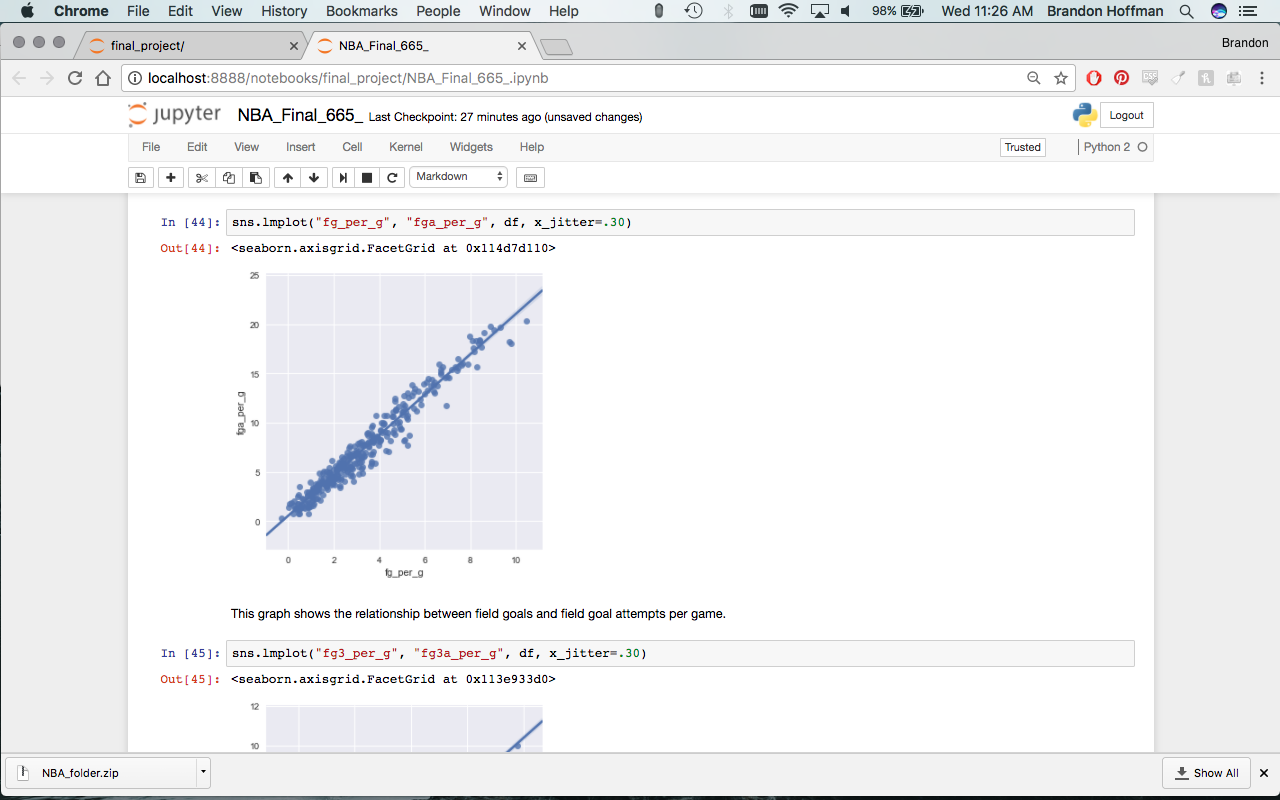 Chrome File Edit View History Bookmarks People Window Help 98% Wed 11:26 AM Brandon Hoffman
final_project/ NBA_Final_665_ Brandon
localhost:8888/notebooks/final_project/NBA_Final_665_.ipynb
jupyter NBA_Final_665_ Last Checkpoint: 27 minutes ago (unsaved changes) Logout
File Edit View Insert Cell Kernel Widgets Help Trusted Python 2
Markdown
In [44]: sns.lmplot("fg_per_g", "fga_per_g", df, x_jitter=.30)
Out[44]: <seaborn.axisgrid.FacetGrid at 0x114d7d110>
25
20
15
10
5
0
fga_per_g
0 2 4 6 8 10
fg_per_g
This graph shows the relationship between field goals and field goal attempts per game.
In [45]: sns.lmplot("fg3_per_g", "fg3a_per_g", df, x_jitter=.30)
Out[45]: <seaborn.axisgrid.FacetGrid at 0x113e933d0>
12
10
NBA_folder.zip Show All